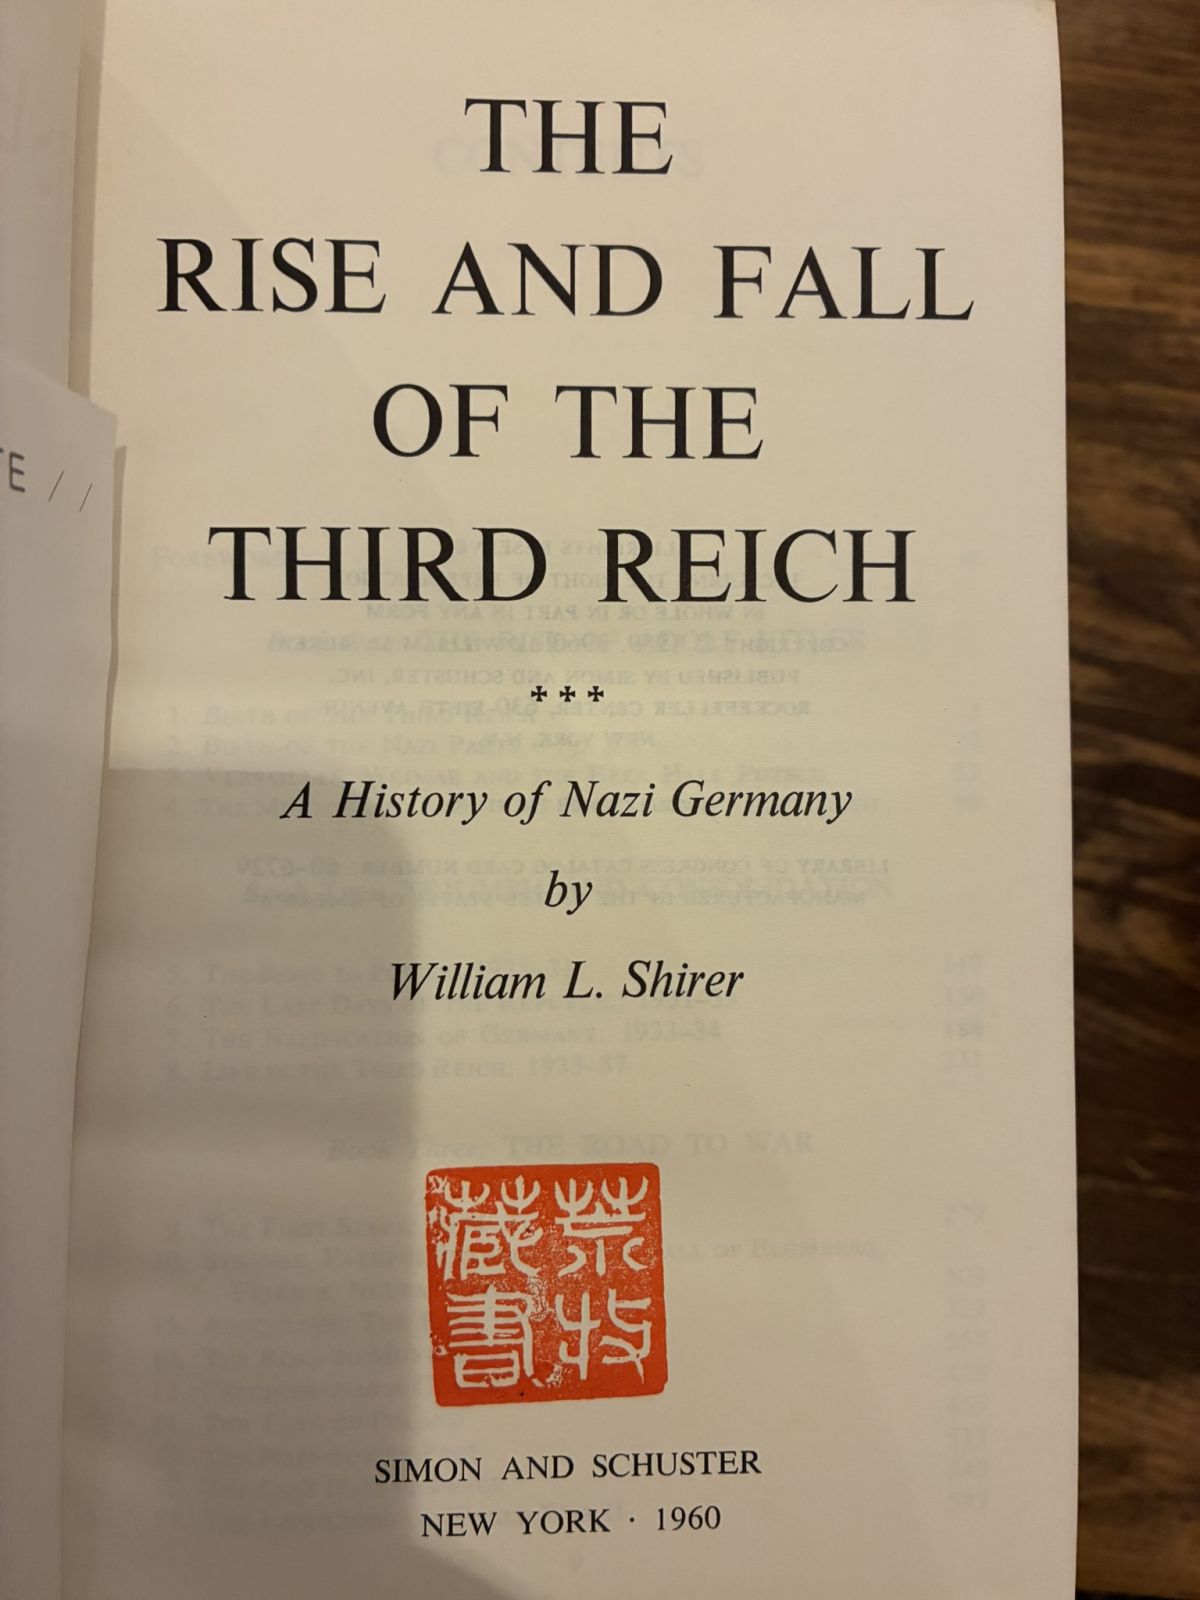 THE
RISE AND FALL
OF THE
THIRD REICH
✠ ✠ ✠
A History of Nazi Germany
by
William L. Shirer
荒牧
藏書
SIMON AND SCHUSTER
NEW YORK · 1960
E //